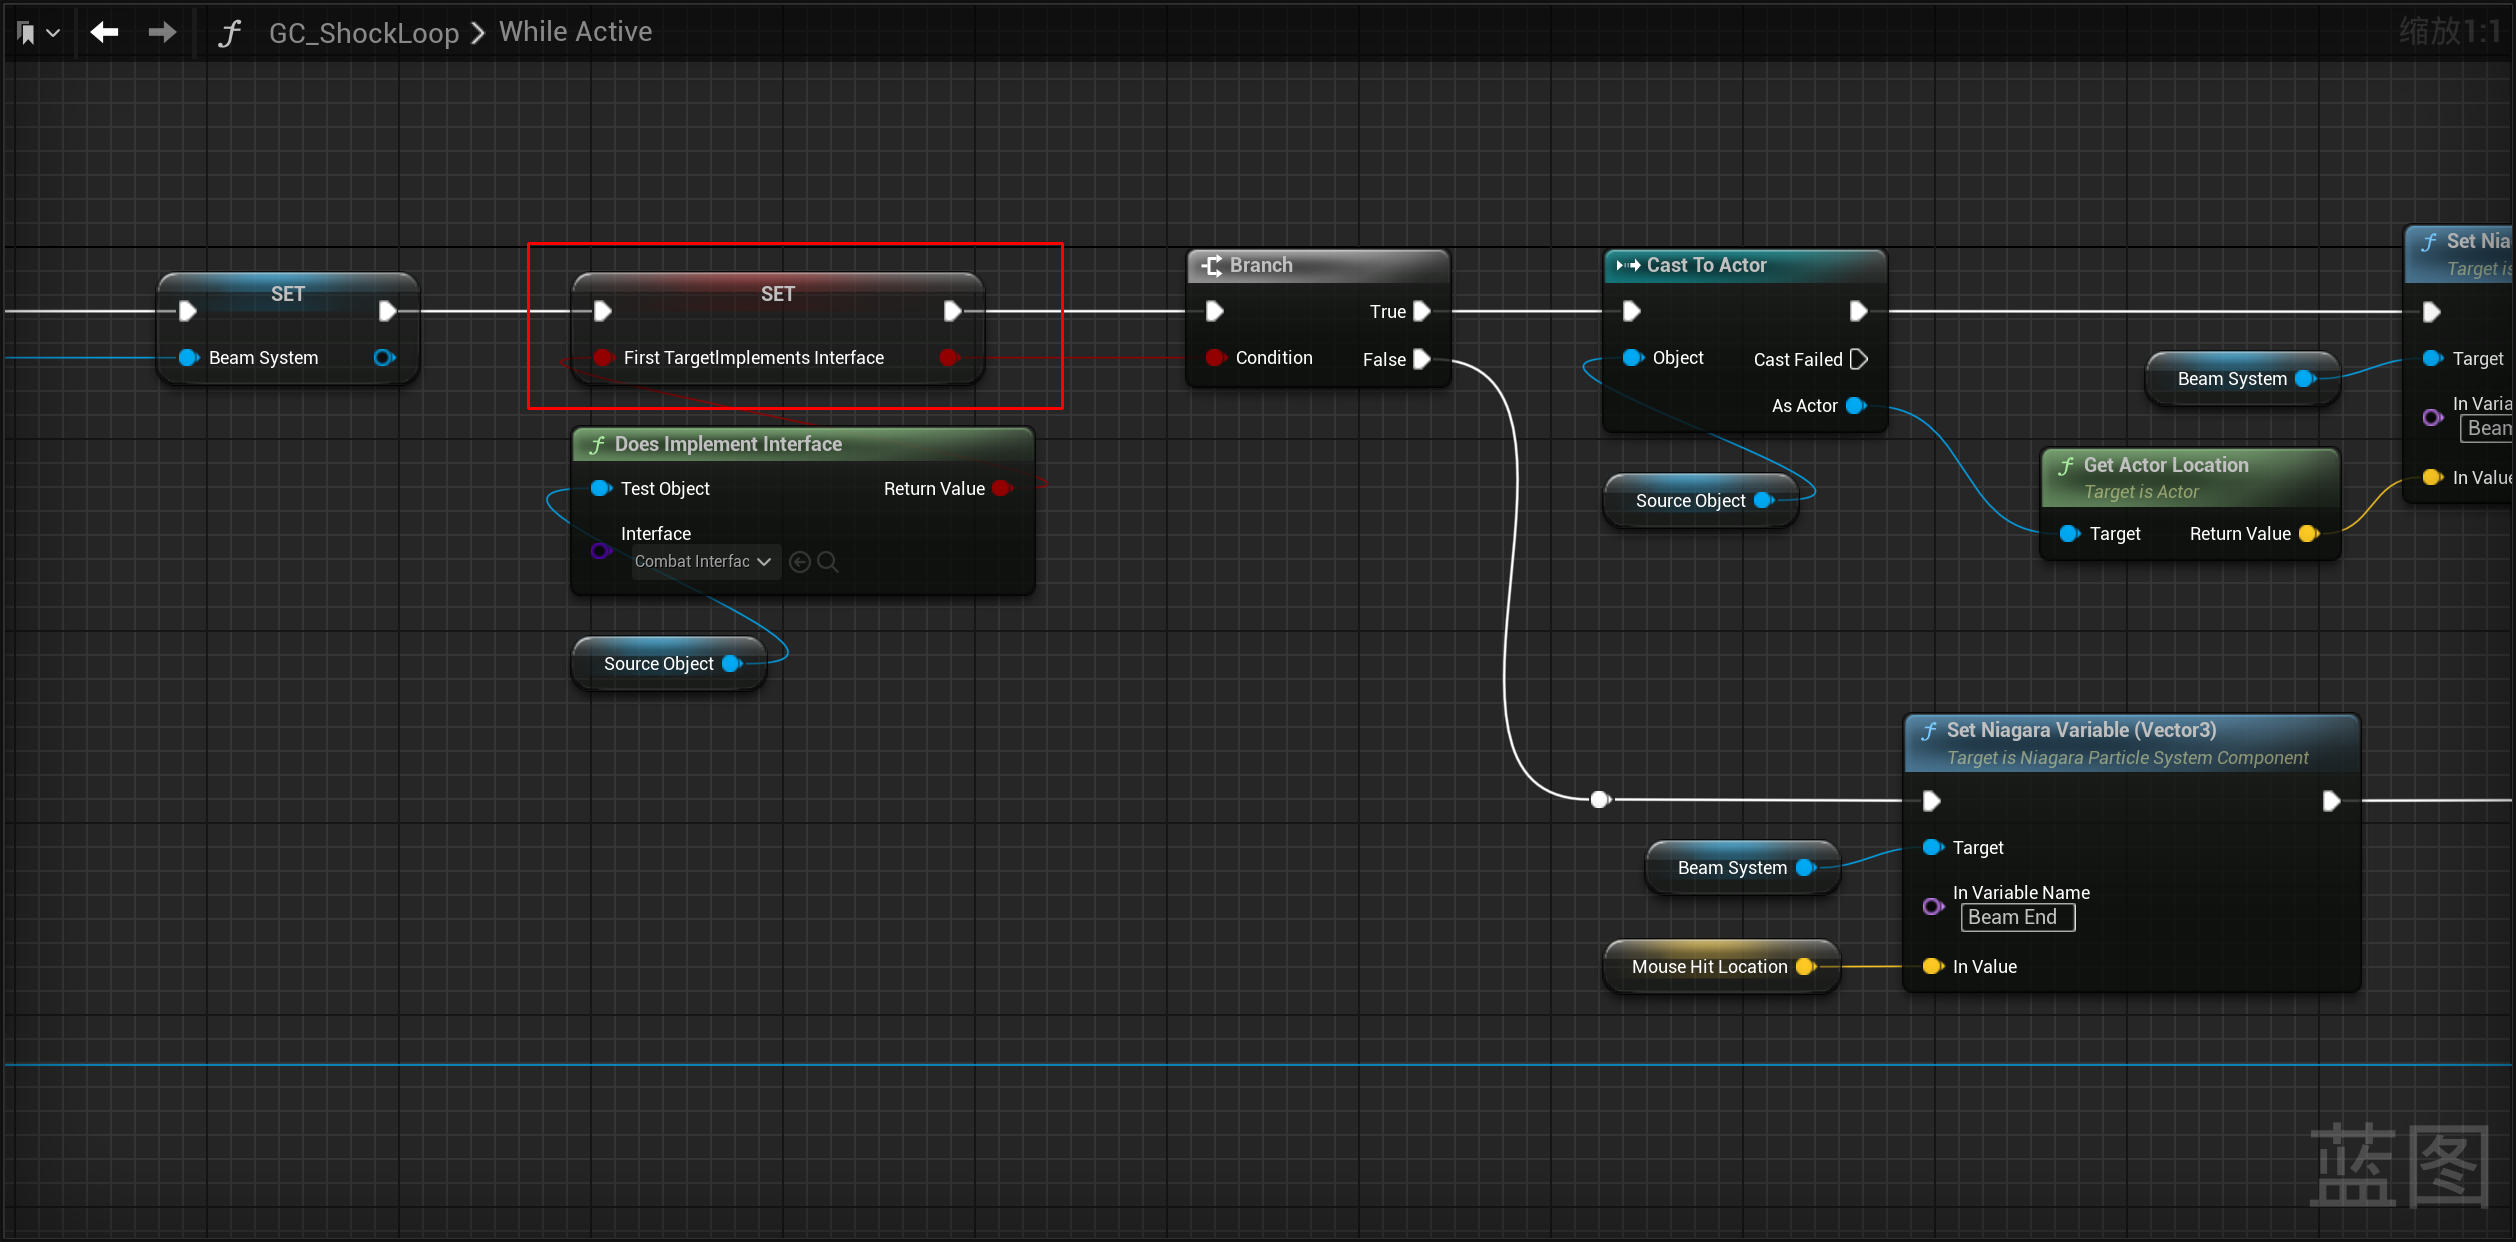 GC_ShockLoop
While Active
缩放1:1
SET
Beam System
SET
First TargetImplements Interface
Does Implement Interface
Test Object
Return Value
Interface
Combat Interfac
Source Object
Branch
True
Condition
False
Cast To Actor
Object
Cast Failed
As Actor
Source Object
Beam System
Get Actor Location
Target is Actor
Target
Return Value
Set Nia
Target is
Target
In Varia
Beam
In Value
Set Niagara Variable (Vector3)
Target is Niagara Particle System Component
Target
In Variable Name
Beam End
In Value
Beam System
Mouse Hit Location
蓝图